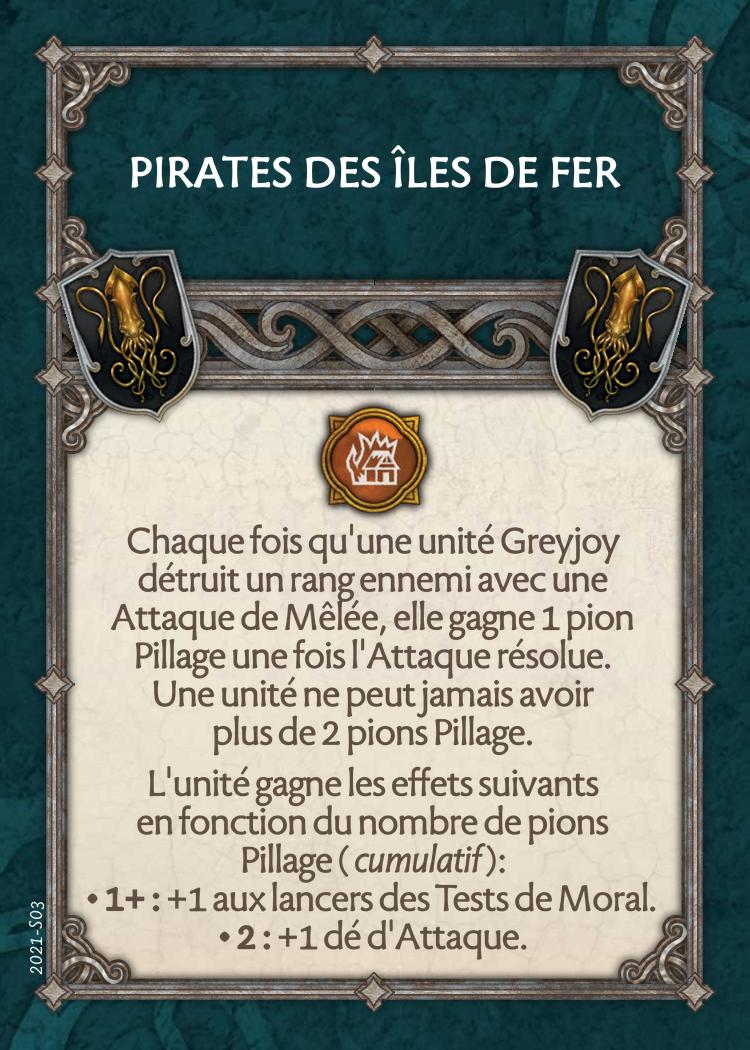 PIRATES DES ÎLES DE FER
Chaque fois qu'une unité Greyjoy
détruit un rang ennemi avec une
Attaque de Mêlée, elle gagne 1 pion
Pillage une fois l'Attaque résolue.
Une unité ne peut jamais avoir
plus de 2 pions Pillage.
L'unité gagne les effets suivants
en fonction du nombre de pions
Pillage ( cumulatif ):
• 1+ : +1 aux lancers des Tests de Moral.
• 2 : +1 dé d'Attaque.
2021-S03